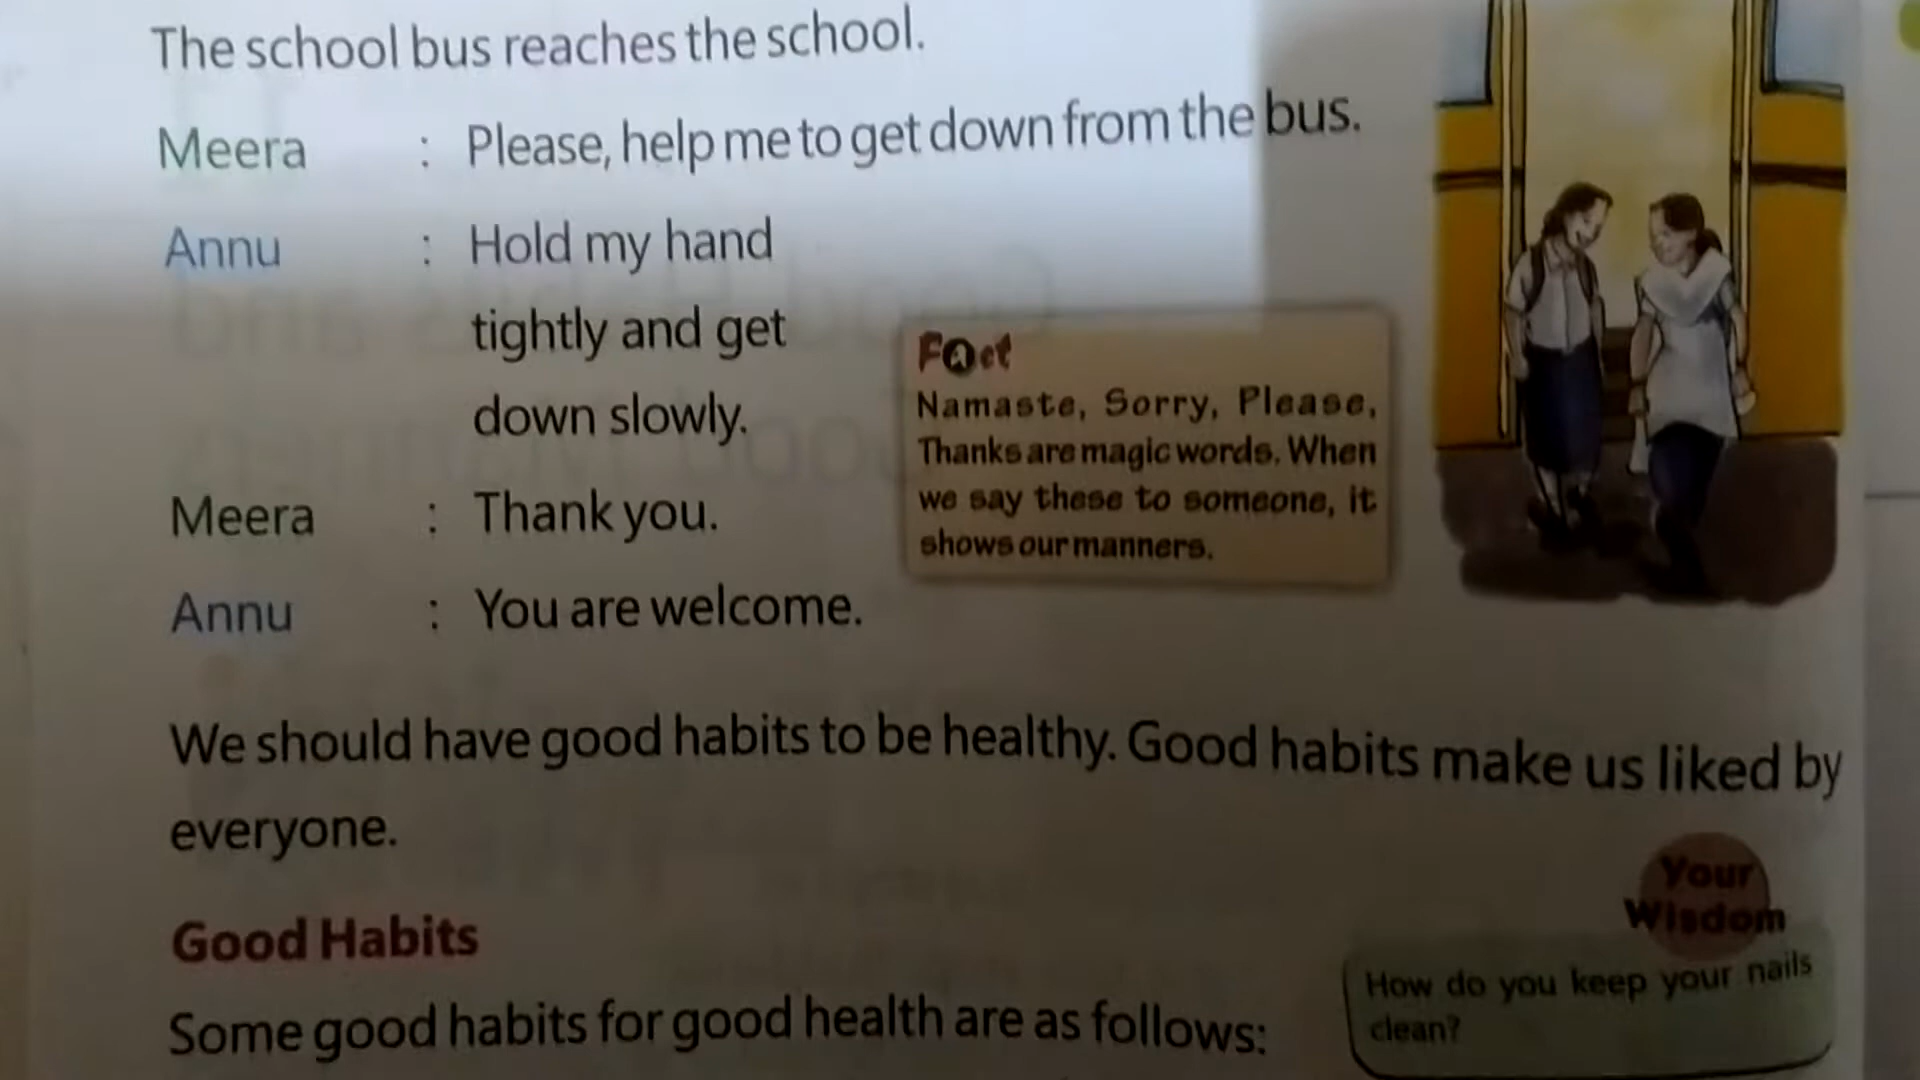 The school bus reaches the school.
Meera : Please, help me to get down from the bus.
Annu : Hold my hand
tightly and get
down slowly.
Meera : Thank you.
Annu : You are welcome.
Fact
Namaste, Sorry, Please,
Thanks are magic words. When
we say these to someone, it
shows our manners.
We should have good habits to be healthy. Good habits make us liked by
everyone.
Good Habits
Some good habits for good health are as follows:
Your
Wisdom
How do you keep your nails
clean?